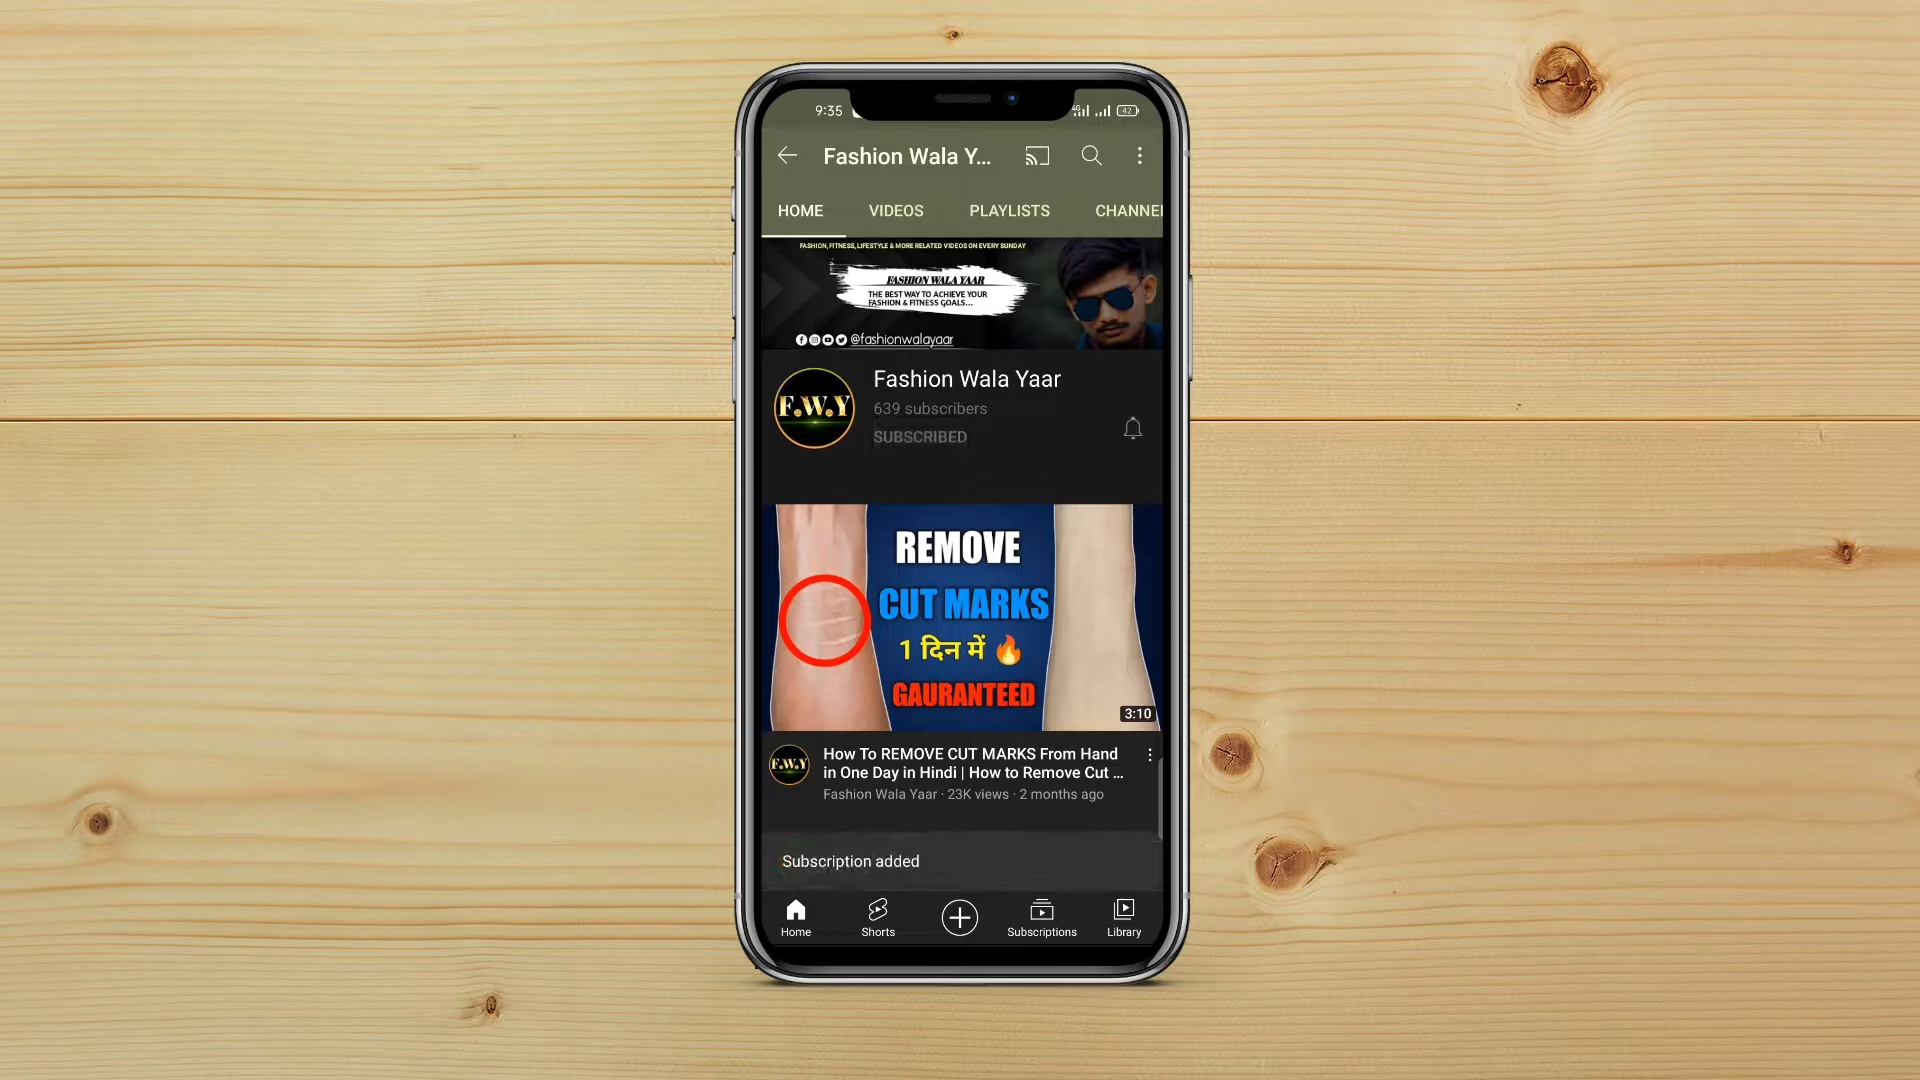 9:35
4G
42
Fashion Wala Y...
HOME VIDEOS PLAYLISTS CHANNEL
FASHION, FITNESS, LIFESTYLE & MORE RELATED VIDEOS ON EVERY SUNDAY
FASHION WALA YAAR
THE BEST WAY TO ACHIEVE YOUR
FASHION & FITNESS GOALS...
@fashionwalayaar
F.W.Y
Fashion Wala Yaar
639 subscribers
SUBSCRIBED
REMOVE
CUT MARKS
1 दिन में 🔥
GAURANTEED
3:10
F.W.Y
How To REMOVE CUT MARKS From Hand
in One Day in Hindi | How to Remove Cut ...
Fashion Wala Yaar · 23K views · 2 months ago
Subscription added
Home Shorts Subscriptions Library